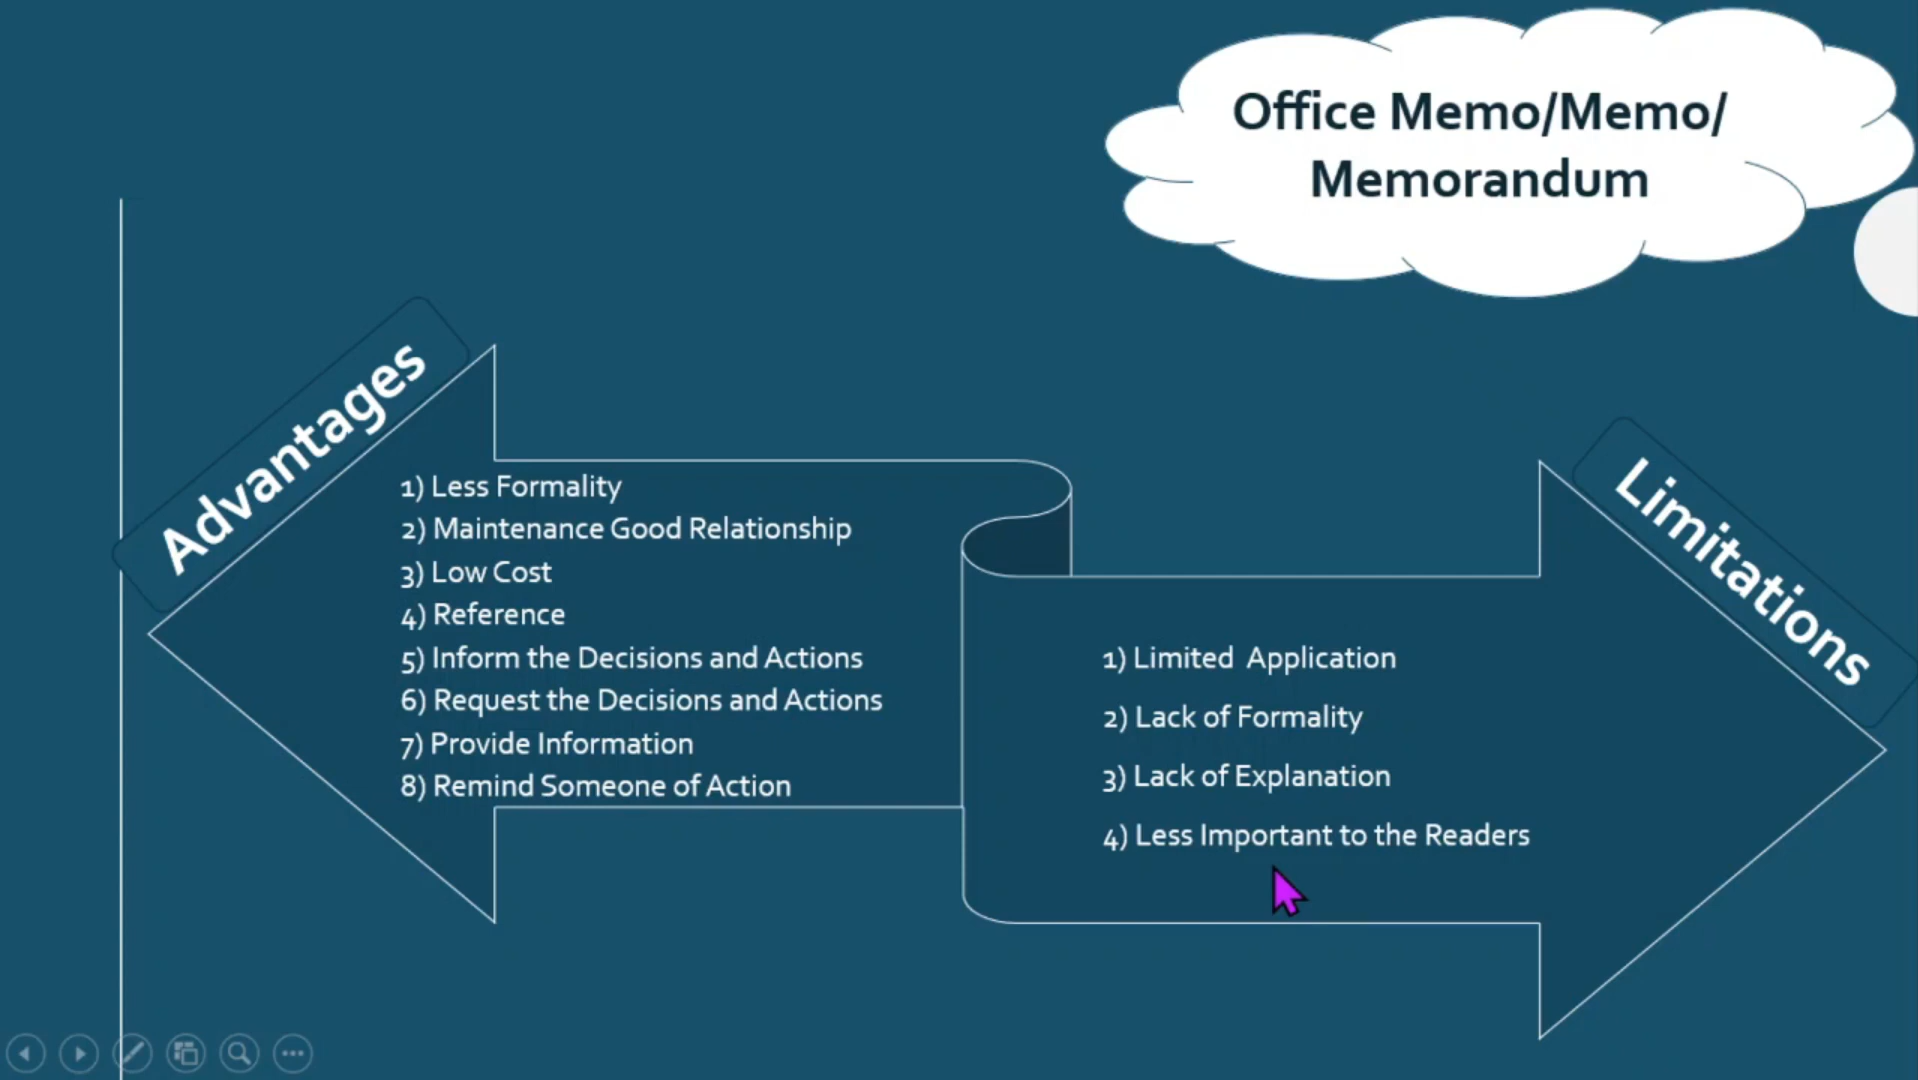 Office Memo/Memo/
Memorandum
Advantages
1) Less Formality
2) Maintenance Good Relationship
3) Low Cost
4) Reference
5) Inform the Decisions and Actions
6) Request the Decisions and Actions
7) Provide Information
8) Remind Someone of Action
Limitations
1) Limited  Application
2) Lack of Formality
3) Lack of Explanation
4) Less Important to the Readers